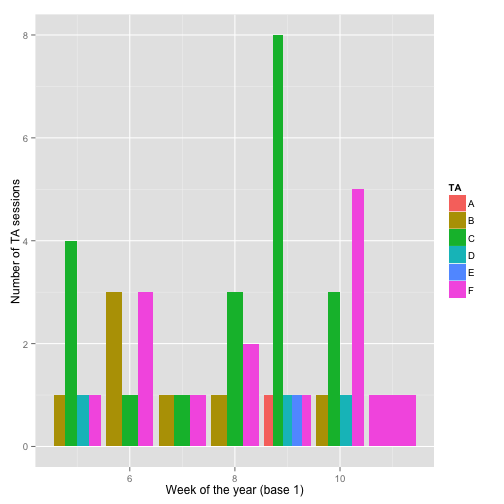 8
6
4
2
0
Number of TA sessions
6
8
10
Week of the year (base 1)
TA
A
B
C
D
E
F